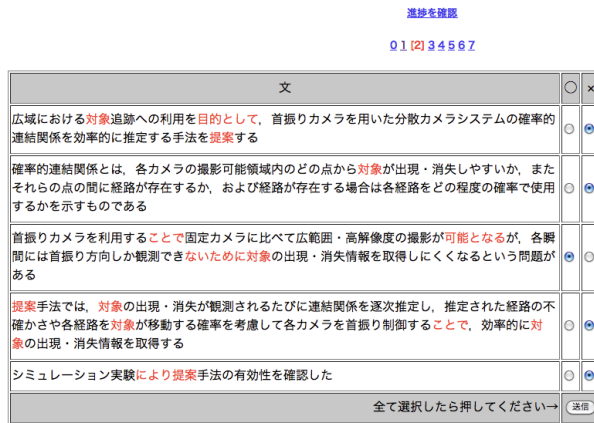 進捗を確認
0 1 [2] 3 4 5 6 7
文 ○ ×
広域における対象追跡への利用を目的として，首振りカメラを用いた分散カメラシステムの確率的
連結関係を効率的に推定する手法を提案する
確率的連結関係とは，各カメラの撮影可能領域内のどの点から対象が出現・消失しやすいか，また
それらの点の間に経路が存在するか，および経路が存在する場合は各経路をどの程度の確率で使用
するかを示すものである
首振りカメラを利用することで固定カメラに比べて広範囲・高解像度の撮影が可能となるが，各瞬
間には首振り方向しか観測できないために対象の出現・消失情報を取得しにくくなるという問題が
ある
提案手法では，対象の出現・消失が観測されるたびに連結関係を逐次推定し，推定された経路の不
確かさや各経路を対象が移動する確率を考慮して各カメラを首振り制御することで，効率的に対
象の出現・消失情報を取得する
シミュレーション実験により提案手法の有効性を確認した
全て選択したら押してください→ 送信